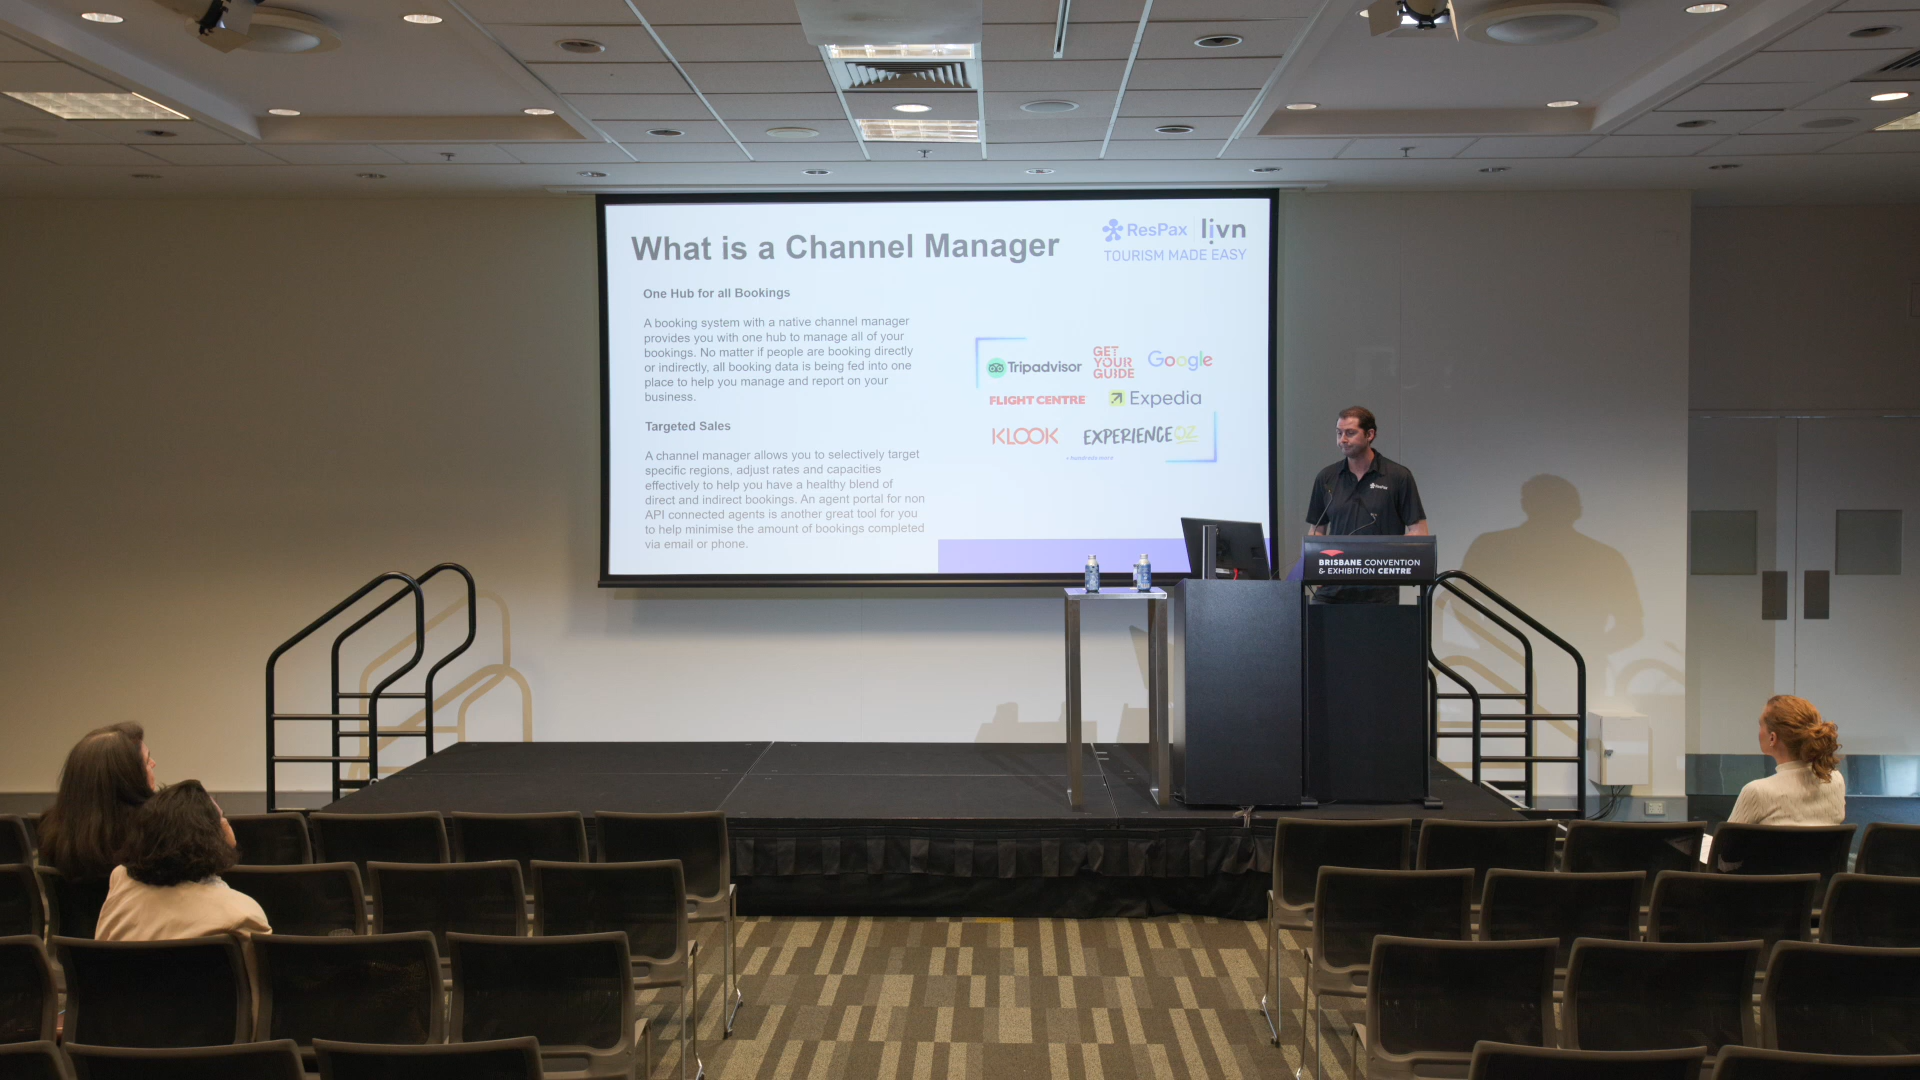 What is a Channel Manager
ResPax | livn
TOURISM MADE EASY
One Hub for all Bookings
A booking system with a native channel manager
provides you with one hub to manage all of your
bookings. No matter if people are booking directly
or indirectly, all booking data is being fed into one
place to help you manage and report on your
business.
Targeted Sales
A channel manager allows you to selectively target
specific regions, adjust rates and capacities
effectively to help you have a healthy blend of
direct and indirect bookings. An agent portal for non
API connected agents is another great tool for you
to help minimise the amount of bookings completed
via email or phone.
Tripadvisor
GET
YOUR
GUIDE
Google
FLIGHT CENTRE
Expedia
KLOOK
EXPERIENCE OZ
ResPax
BRISBANE CONVENTION
& EXHIBITION CENTRE